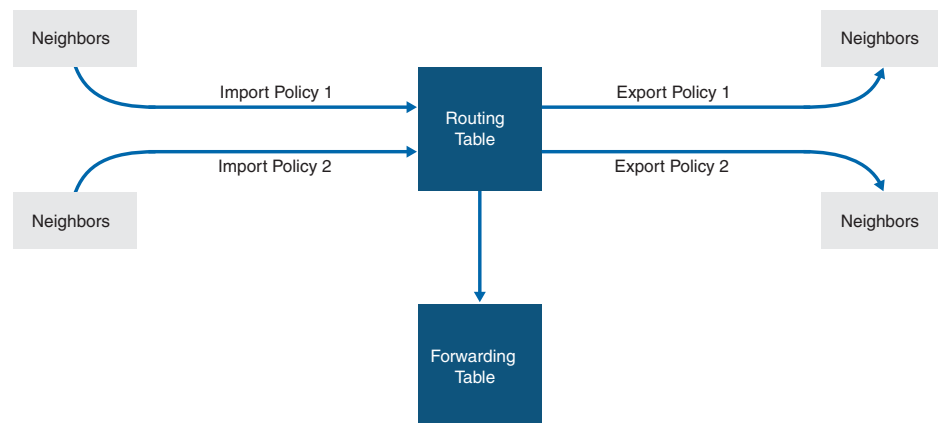 Neighbors
Neighbors
Import Policy 1
Export Policy 1
Routing
Table
Import Policy 2
Export Policy 2
Neighbors
Neighbors
Forwarding
Table